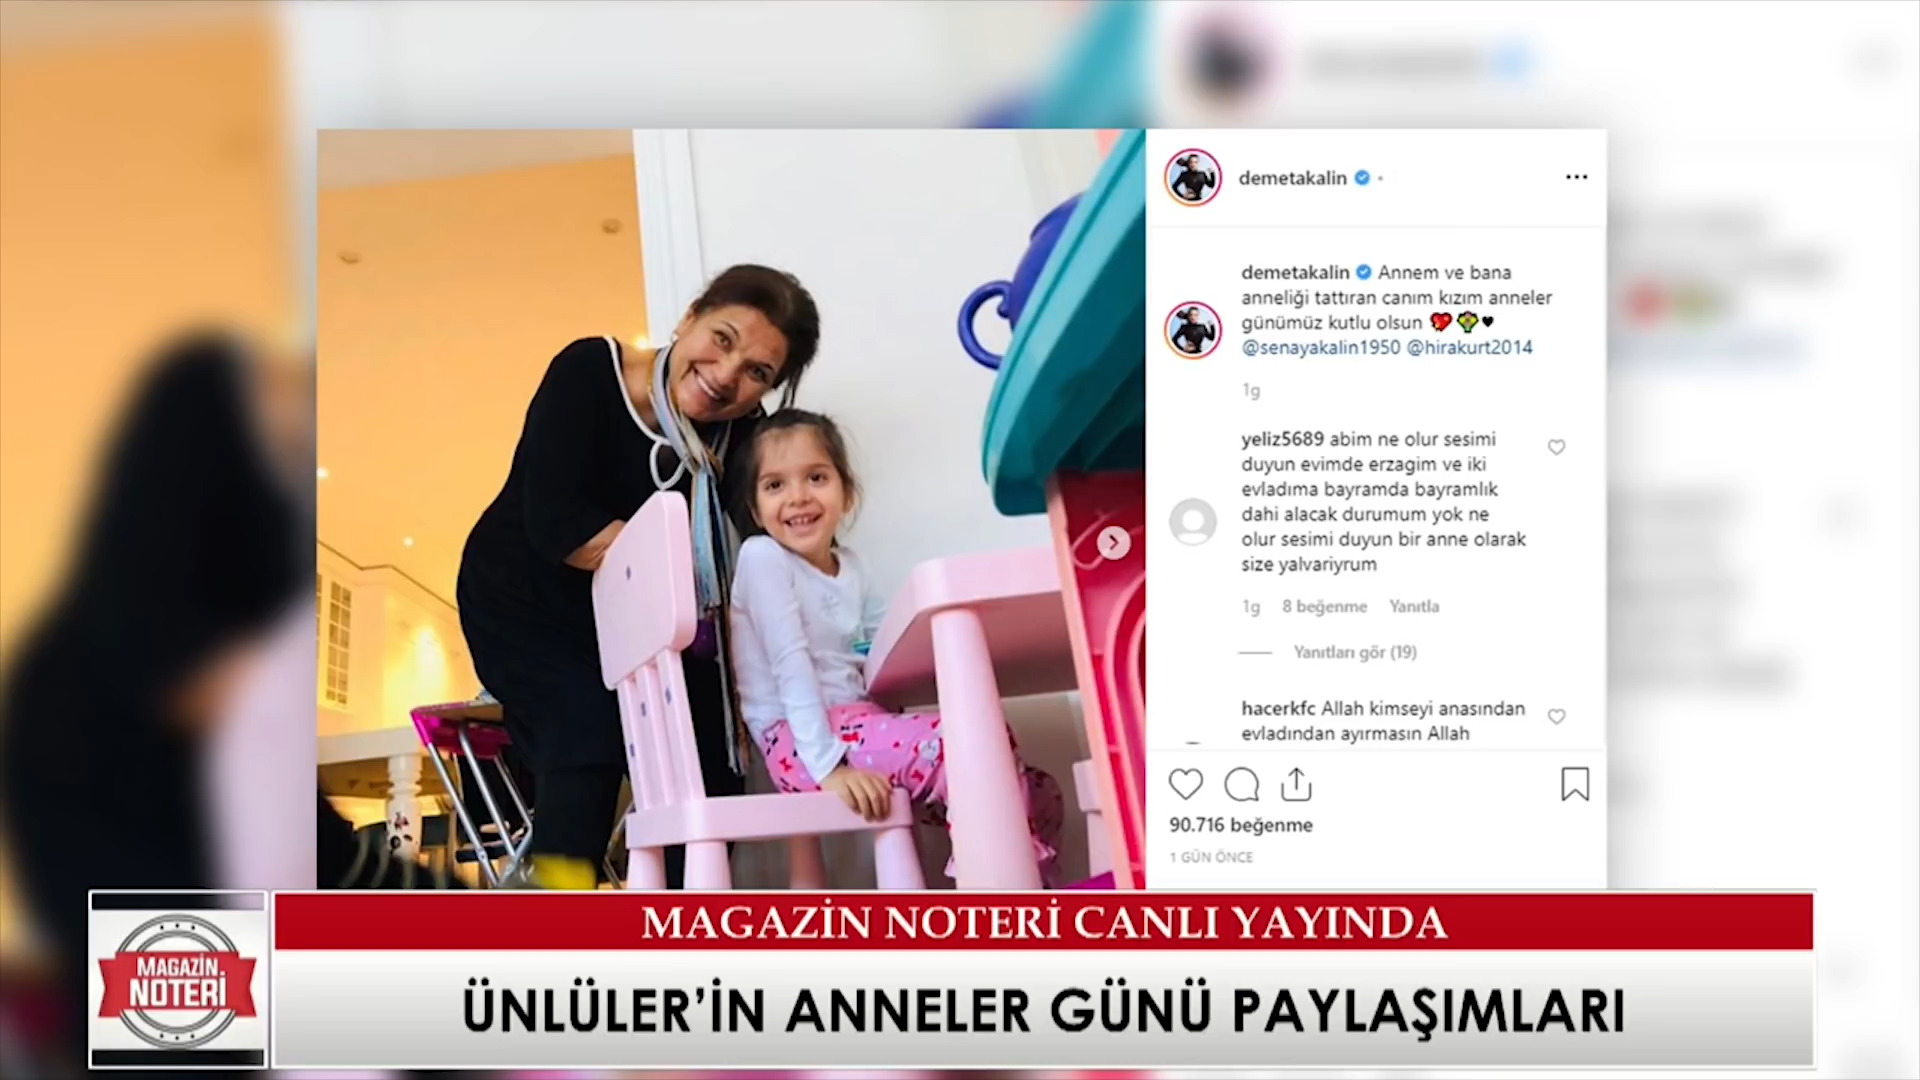 demetakalin
demetakalin Annem ve bana
anneliği tattıran canım kızım anneler
günümüz kutlu olsun
@senayakalin1950 @hirakurt2014
1g
yeliz5689 abim ne olur sesimi
duyun evimde erzagim ve iki
evladıma bayramda bayramlık
dahi alacak durumum yok ne
olur sesimi duyun bir anne olarak
size yalvariyrum
1g 8 beğenme Yanıtla
Yanıtları gör (19)
hacerkfc Allah kimseyi anasından
evladından ayırmasın Allah
90.716 beğenme
1 GÜN ÖNCE
MAGAZİN NOTERİ CANLI YAYINDA
MAGAZİN
NOTERİ
ÜNLÜLER’İN ANNELER GÜNÜ PAYLAŞIMLARI